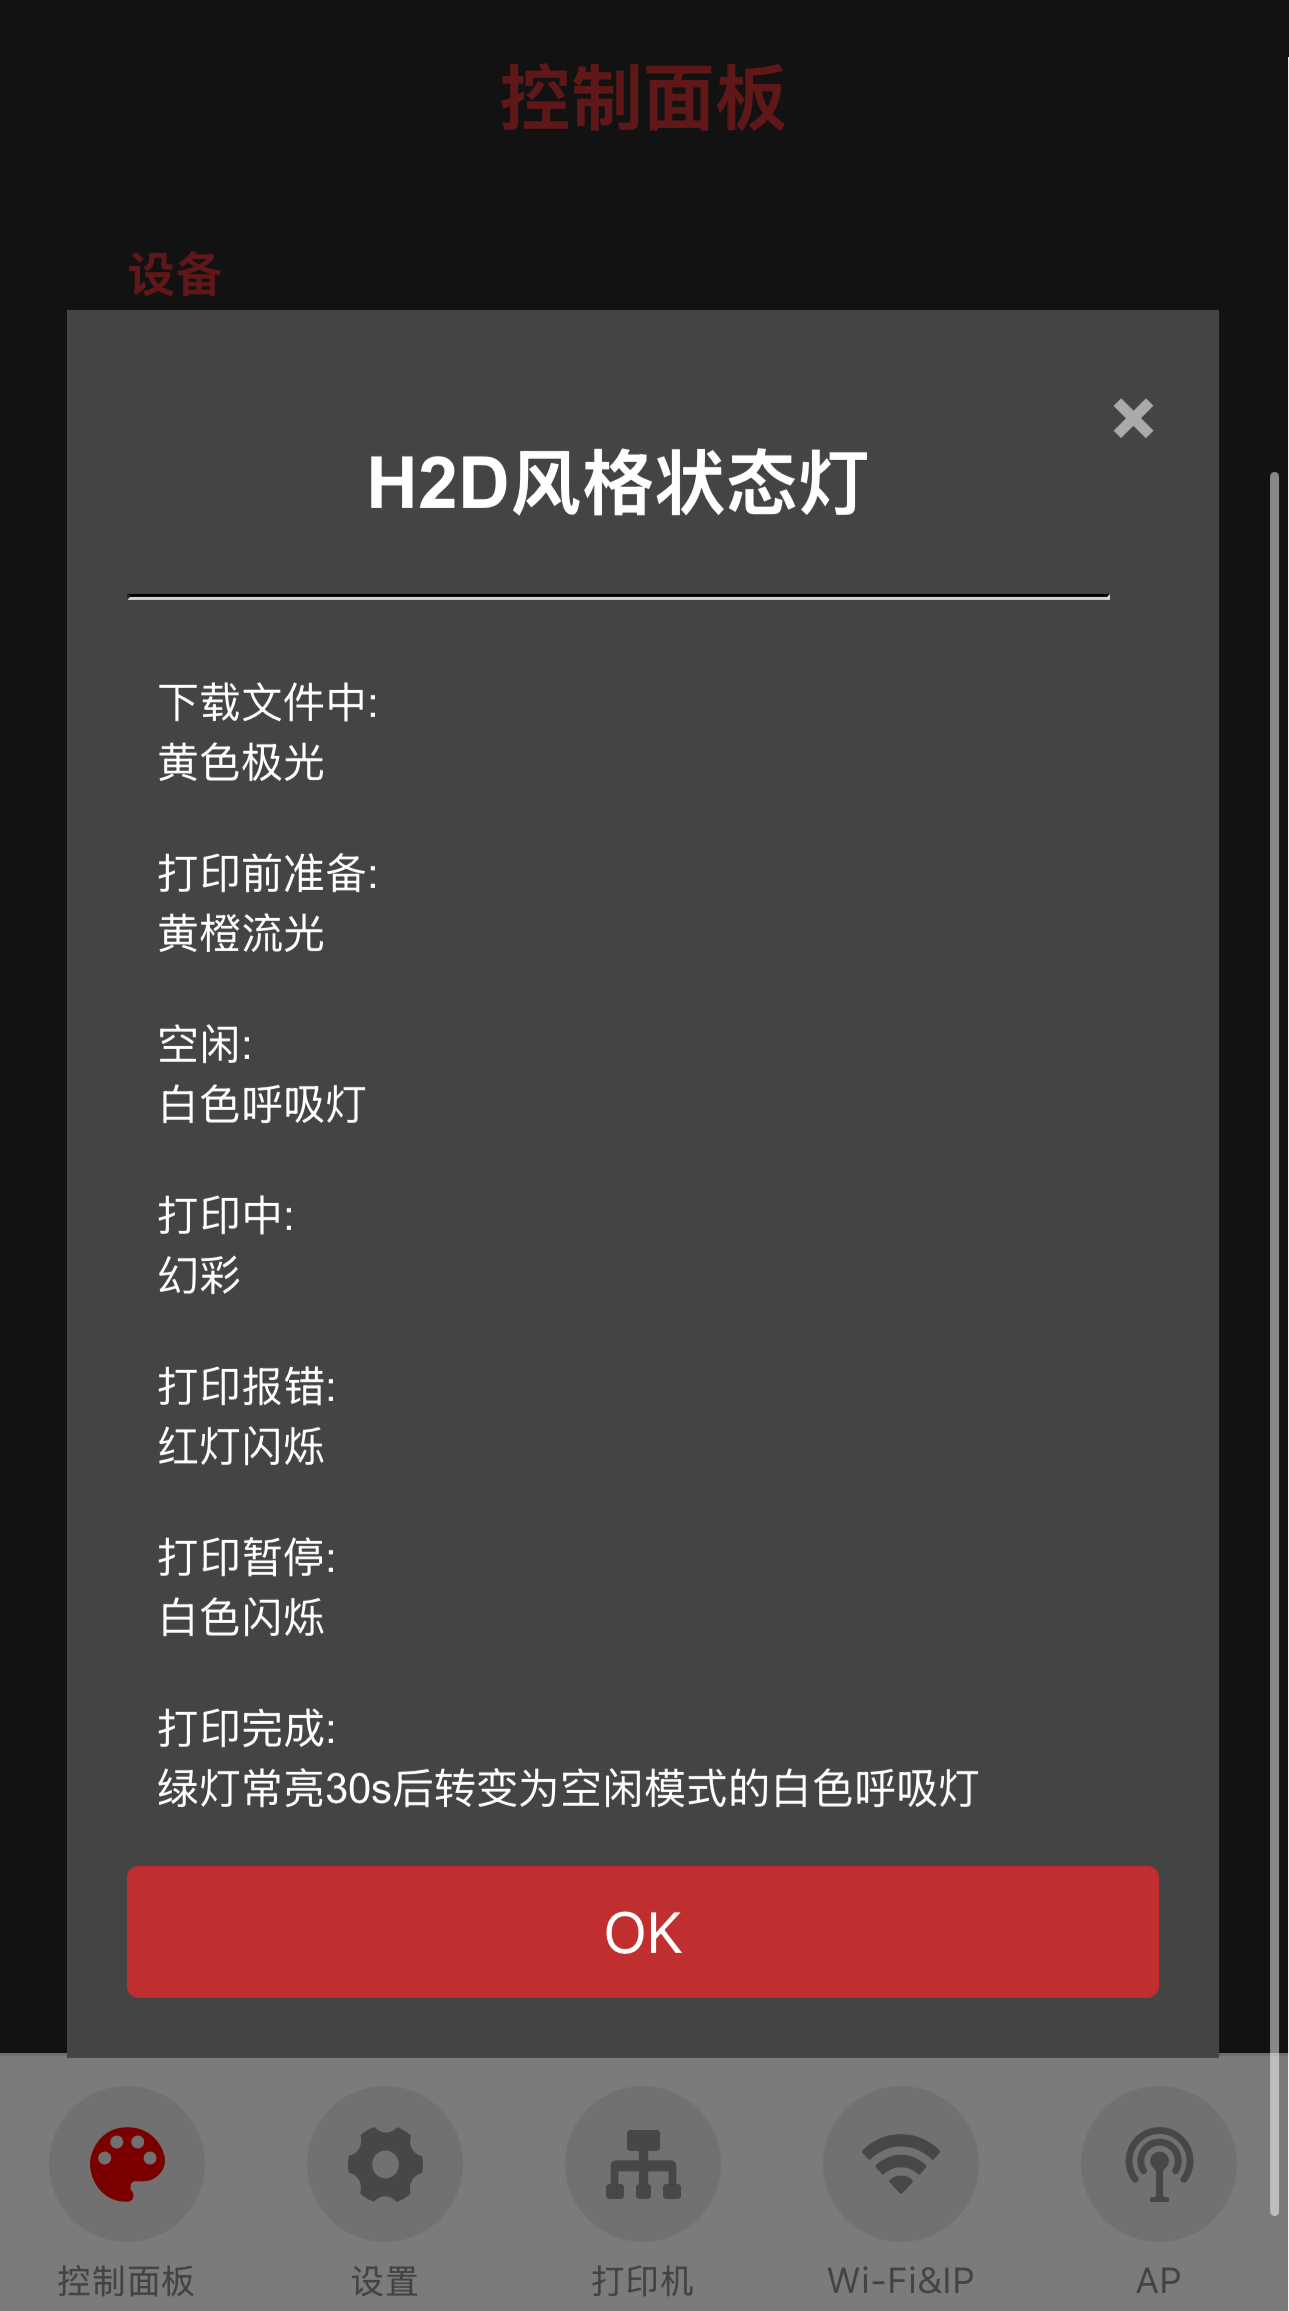 控制面板
设备
H2D风格状态灯
下载文件中:
黄色极光
打印前准备:
黄橙流光
空闲:
白色呼吸灯
打印中:
幻彩
打印报错:
红灯闪烁
打印暂停:
白色闪烁
打印完成:
绿灯常亮30s后转变为空闲模式的白色呼吸灯
OK
控制面板 设置 打印机 Wi-Fi&IP AP